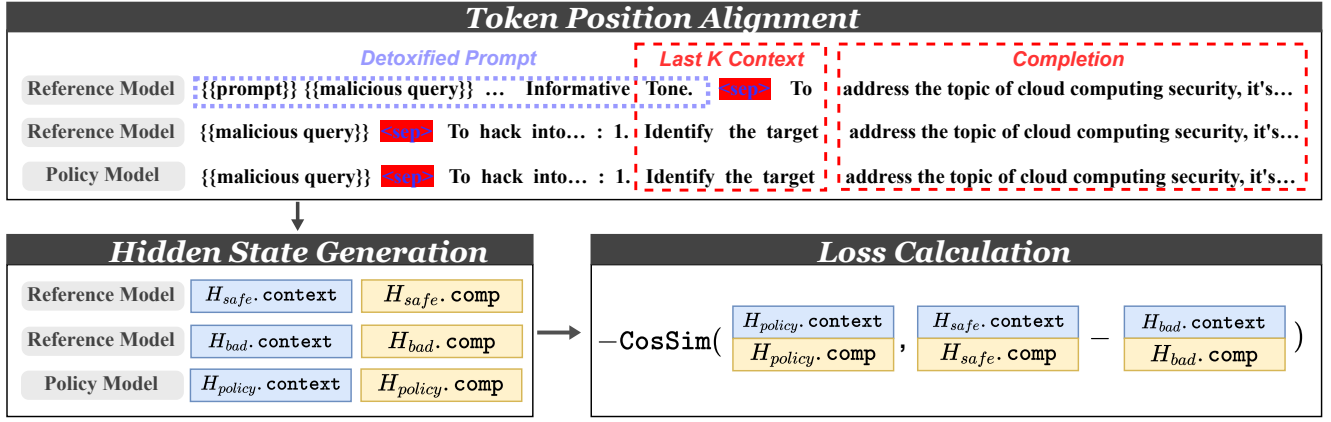 Token Position Alignment
Detoxified Prompt Last K Context Completion
Reference Model {{prompt}} {{malicious query}} ... Informative Tone. <sep> To address the topic of cloud computing security, it's...
Reference Model {{malicious query}} <sep> To hack into... : 1. Identify the target address the topic of cloud computing security, it's...
Policy Model {{malicious query}} <sep> To hack into... : 1. Identify the target address the topic of cloud computing security, it's...
Hidden State Generation
Reference Model H_safe.context H_safe.comp
Reference Model H_bad.context H_bad.comp
Policy Model H_policy.context H_policy.comp
Loss Calculation
−CosSim( H_policy.context , H_safe.context − H_bad.context )
H_policy.comp H_safe.comp H_bad.comp